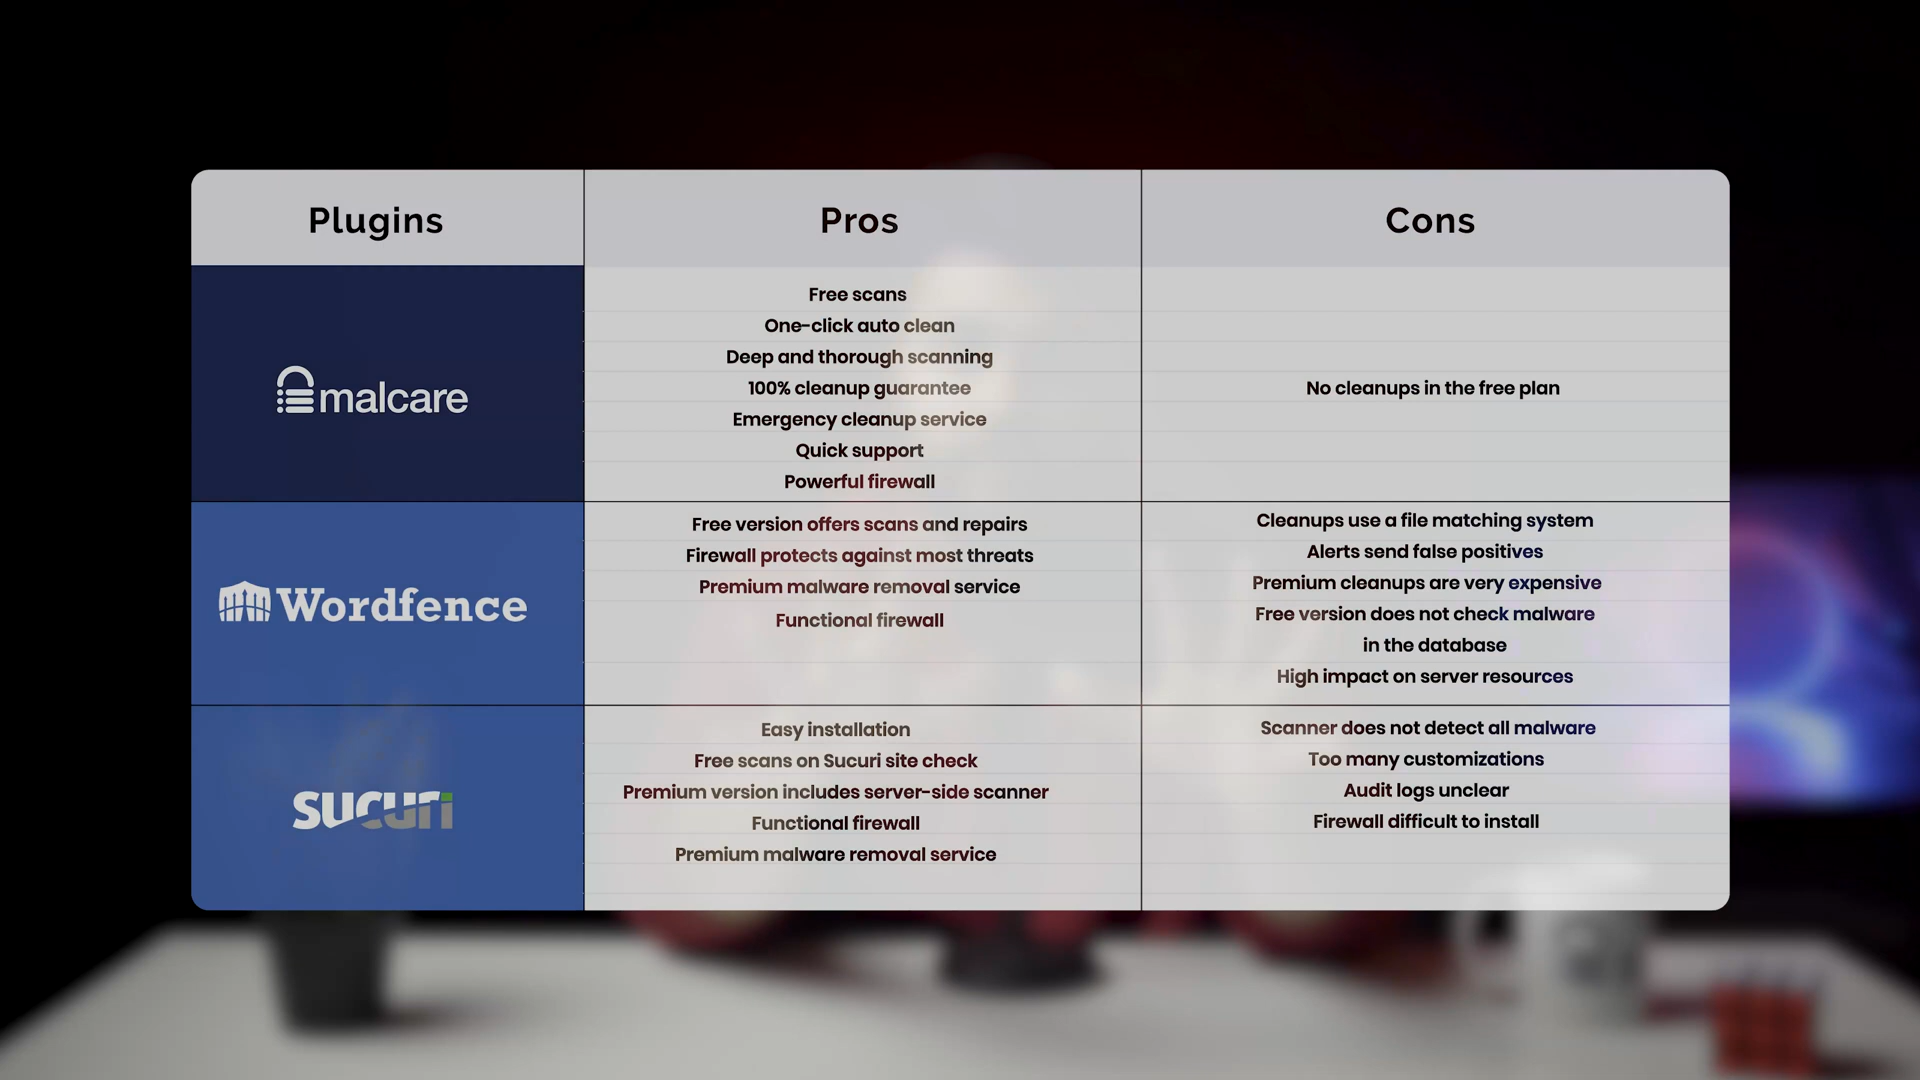 Plugins
Pros
Cons
malcare
Free scans
One-click auto clean
Deep and thorough scanning
100% cleanup guarantee
Emergency cleanup service
Quick support
Powerful firewall
No cleanups in the free plan
Wordfence
Free version offers scans and repairs
Firewall protects against most threats
Premium malware removal service
Functional firewall
Cleanups use a file matching system
Alerts send false positives
Premium cleanups are very expensive
Free version does not check malware
in the database
High impact on server resources
sucuri
Easy installation
Free scans on Sucuri site check
Premium version includes server-side scanner
Functional firewall
Premium malware removal service
Scanner does not detect all malware
Too many customizations
Audit logs unclear
Firewall difficult to install